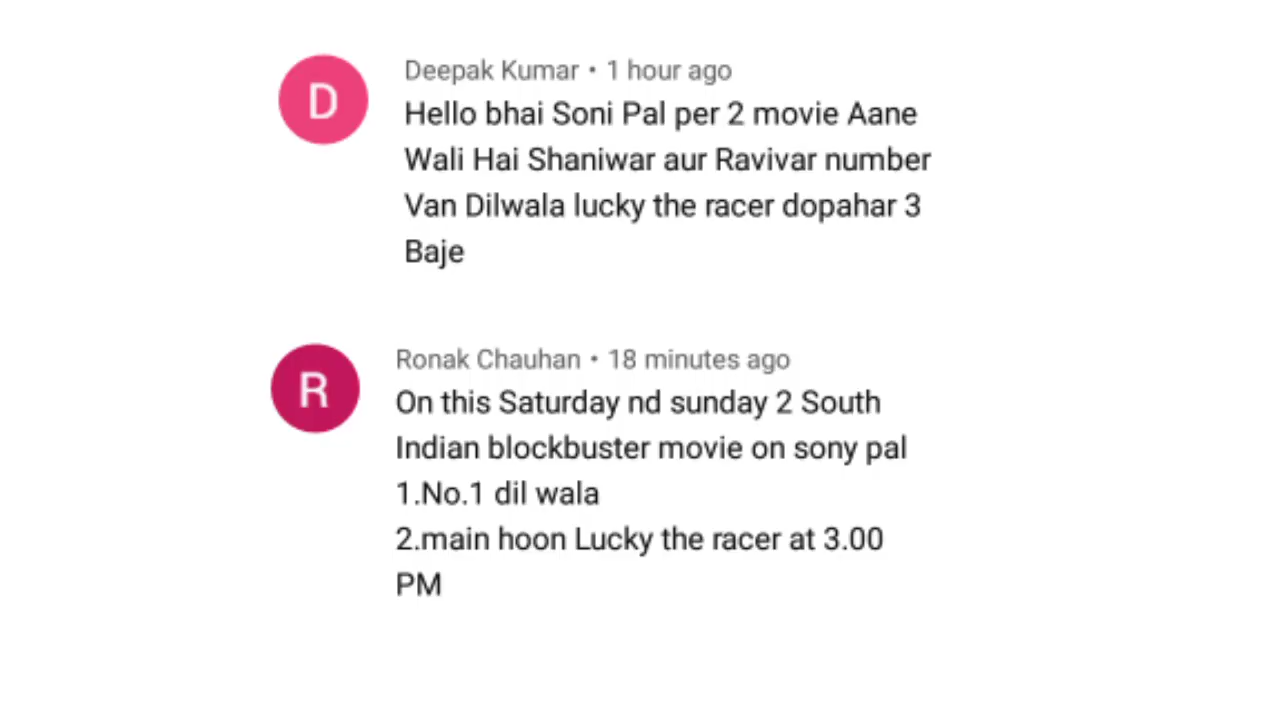 D
Deepak Kumar • 1 hour ago
Hello bhai Soni Pal per 2 movie Aane
Wali Hai Shaniwar aur Ravivar number
Van Dilwala lucky the racer dopahar 3
Baje
R
Ronak Chauhan • 18 minutes ago
On this Saturday nd sunday 2 South
Indian blockbuster movie on sony pal
1.No.1 dil wala
2.main hoon Lucky the racer at 3.00
PM